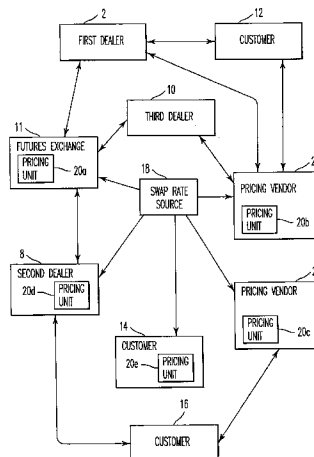 2
12
FIRST DEALER
CUSTOMER
10
11
THIRD DEALER
FUTURES EXCHANGE
PRICING
UNIT
20a
18
2
SWAP RATE
SOURCE
PRICING VENDOR
PRICING
UNIT
20b
8
SECOND DEALER
20d
PRICING
UNIT
2
PRICING VENDOR
14
CUSTOMER
20e
PRICING
UNIT
PRICING
UNIT
20c
16
CUSTOMER